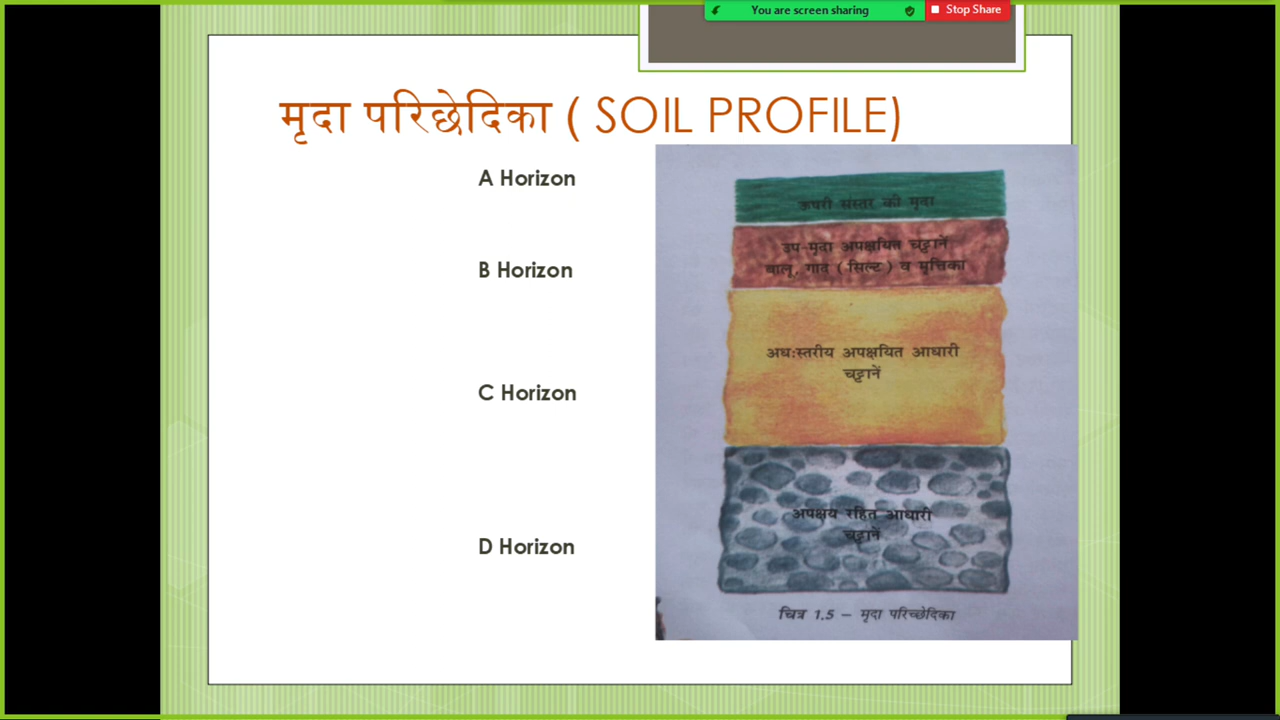 You are screen sharing
Stop Share
मृदा परिछेदिका ( SOIL PROFILE)
A Horizon
ऊपरी संस्तर की मृदा
B Horizon
उप-मृदा अपक्षयित चट्टानें
बालू, गाद (सिल्ट) व मृत्तिका
C Horizon
अधःस्तरीय अपक्षयित आधारी
चट्टानें
D Horizon
अपक्षय रहित आधारी
चट्टानें
चित्र 1.5 – मृदा परिच्छेदिका